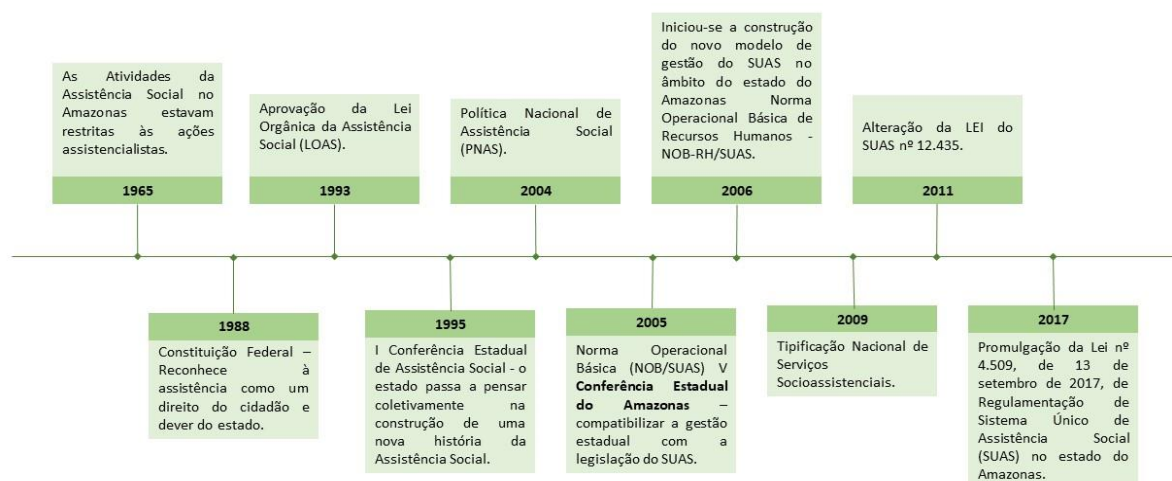 As Atividades da
Assistência Social no
Amazonas estavam
restritas às ações
assistencialistas.
1965
1988
Constituição Federal –
Reconhece à
assistência como um
direito do cidadão e
dever do estado.
Aprovação da Lei
Orgânica da Assistência
Social (LOAS).
1993
1995
I Conferência Estadual
de Assistência Social - o
estado passa a pensar
coletivamente na
construção de uma
nova história da
Assistência Social.
Política Nacional de
Assistência Social
(PNAS).
2004
2005
Norma Operacional
Básica (NOB/SUAS) V
Conferência Estadual
do Amazonas –
compatibilizar a gestão
estadual com a
legislação do SUAS.
Iniciou-se a construção
do novo modelo de
gestão do SUAS no
âmbito do estado do
Amazonas Norma
Operacional Básica de
Recursos Humanos -
NOB-RH/SUAS.
2006
2009
Tipificação Nacional de
Serviços
Socioassistenciais.
Alteração da LEI do
SUAS nº 12.435.
2011
2017
Promulgação da Lei nº
4.509, de 13 de
setembro de 2017, de
Regulamentação de
Sistema Único de
Assistência Social
(SUAS) no estado do
Amazonas.